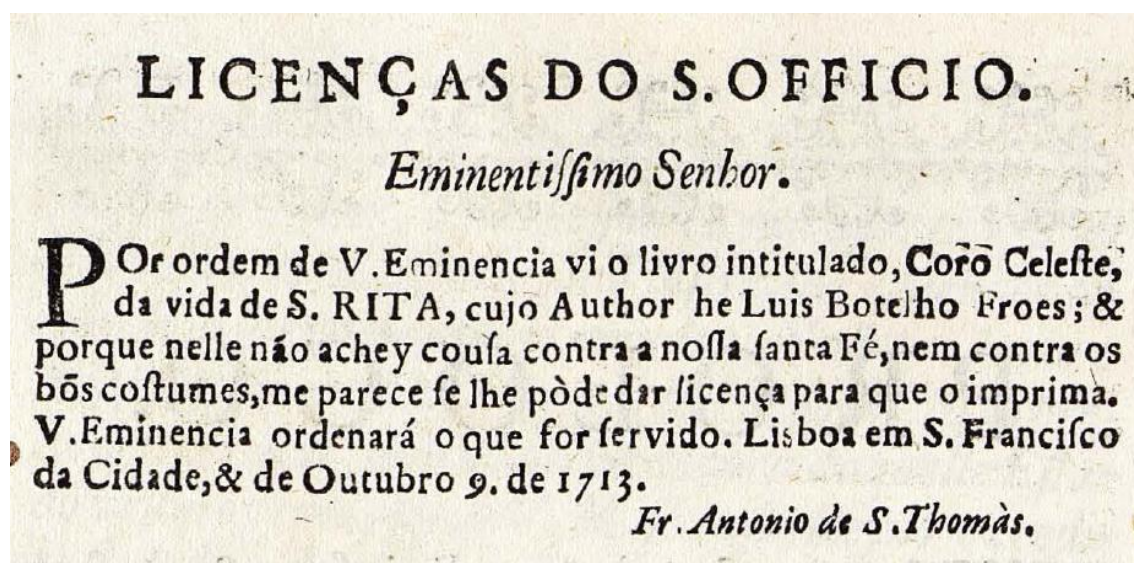 LICENÇAS DO S. OFFICIO.
Eminentiſſimo Senhor.
POr ordem de V. Eminencia vi o livro intitulado, Corõ Celeſte,
da vida de S. RITA, cujo Author he Luis Botelho Froes; &
porque nelle não achey couſa contra a noſſa ſanta Fé, nem contra os
bõs coſtumes, me parece ſe lhe pòde dar licença para que o imprima.
V. Eminencia ordenará o que for ſervido. Lisboa em S. Franciſco
da Cidade, & de Outubro 9. de 1713.
Fr. Antonio de S. Thomàs.